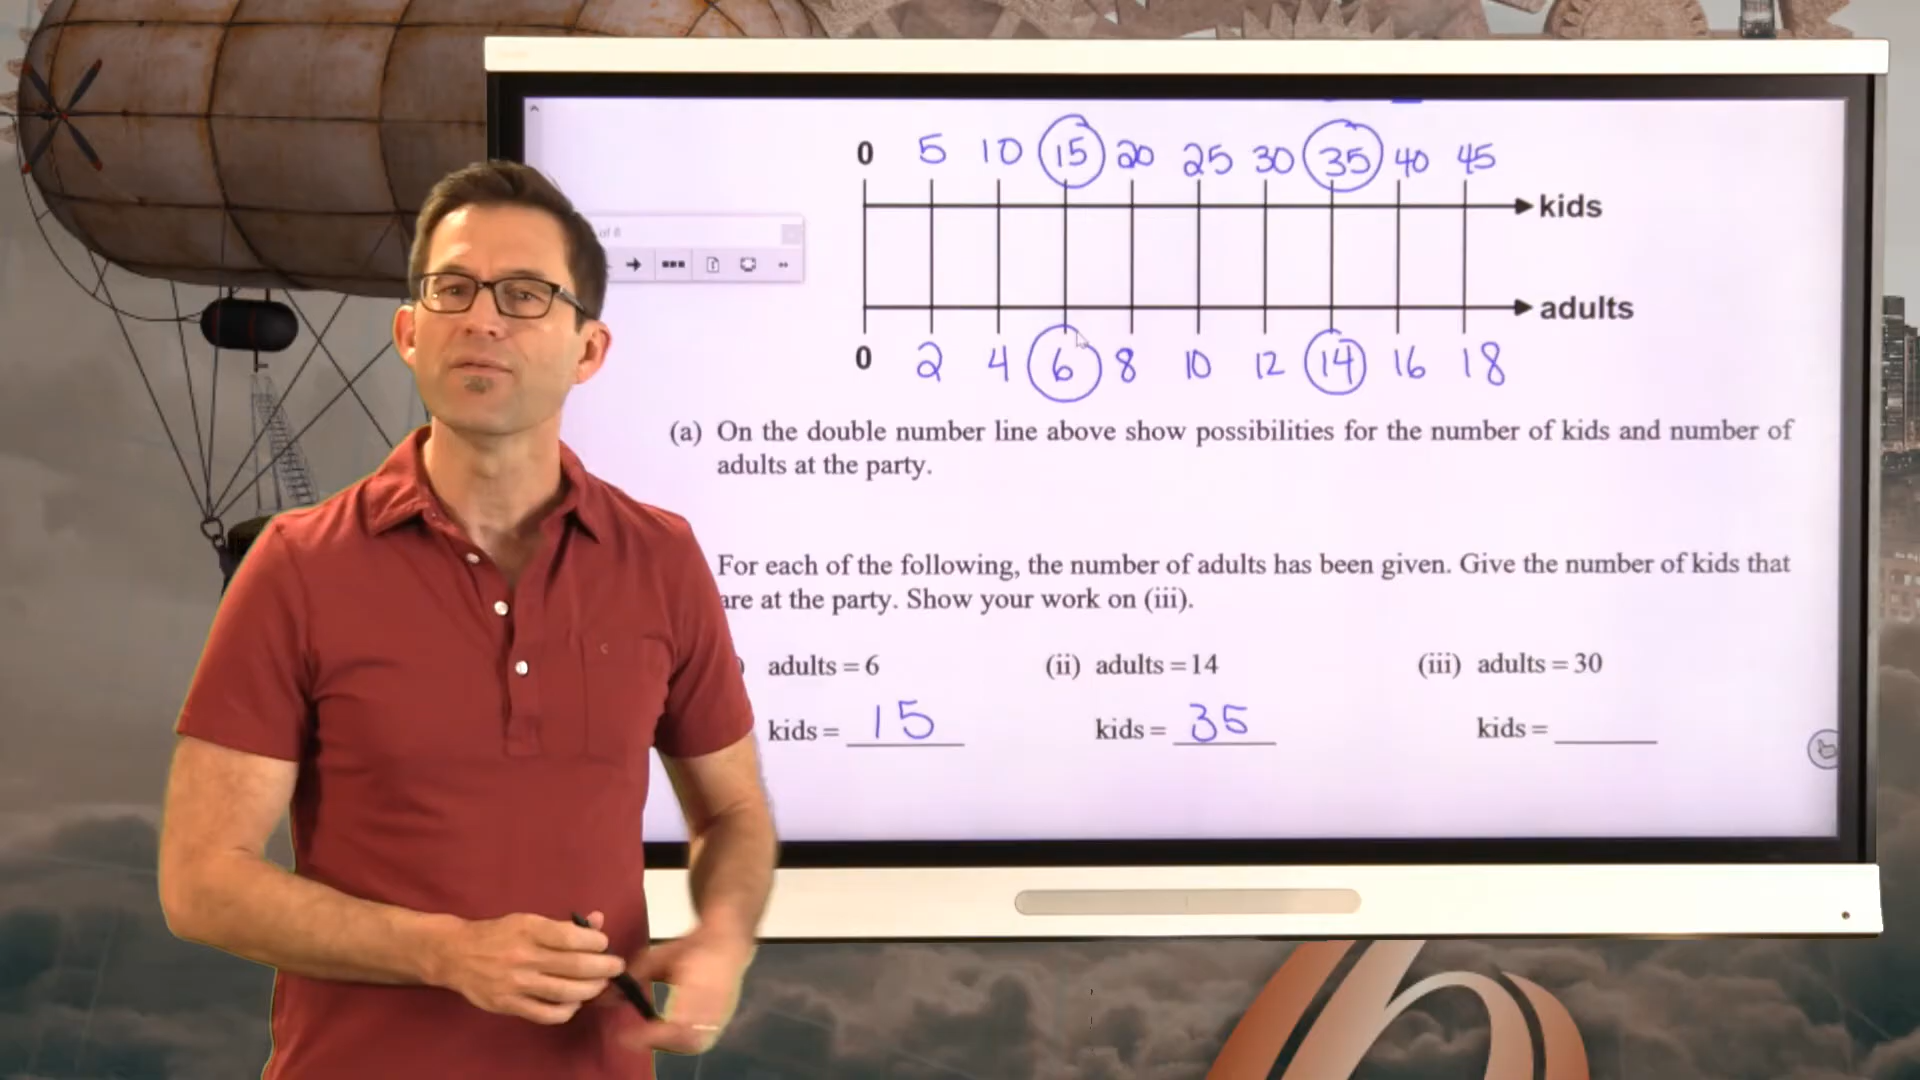 0 5 10 15 20 25 30 35 40 45
kids
adults
0 2 4 6 8 10 12 14 16 18
(a) On the double number line above show possibilities for the number of kids and number of
adults at the party.
For each of the following, the number of adults has been given. Give the number of kids that
are at the party. Show your work on (iii).
) adults = 6 (ii) adults = 14 (iii) adults = 30
kids = 15 kids = 35 kids = ______
of 8